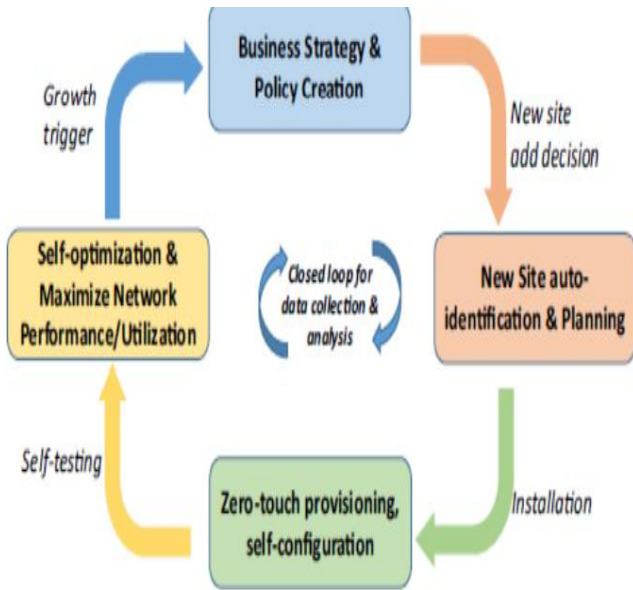 Business Strategy &
Policy Creation
Growth
trigger
New site
add decision
Self-optimization &
Maximize Network
Performance/Utilization
Closed loop for
data collection &
analysis
New Site auto-
identification & Planning
Self-testing
Zero-touch provisioning,
self-configuration
Installation